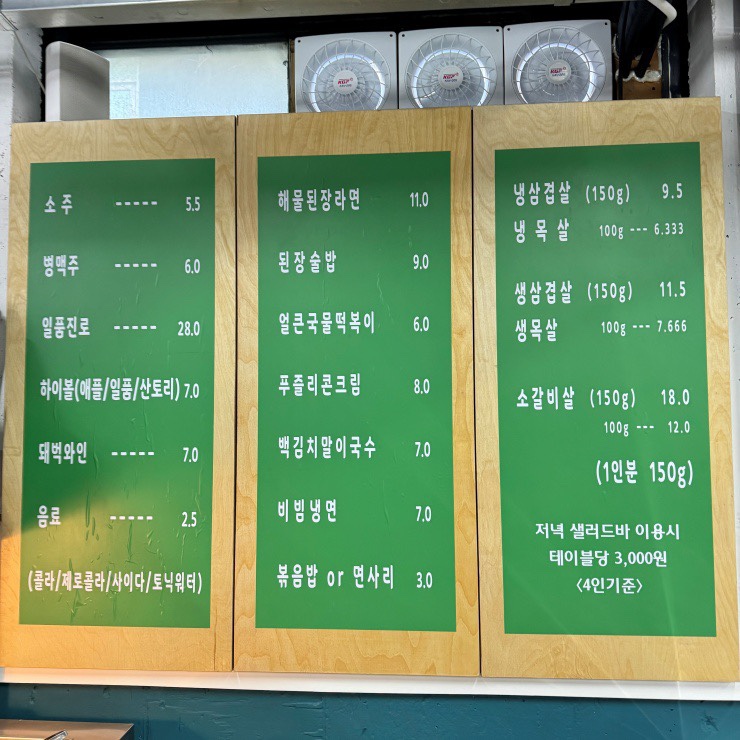 소주 ----- 5.5
병맥주 ----- 6.0
일품진로 ----- 28.0
하이볼(애플/일품/산토리) 7.0
돼벅와인 ----- 7.0
음료 ----- 2.5
(콜라/제로콜라/사이다/토닉워터)
해물된장라면 11.0
된장술밥 9.0
얼큰국물떡볶이 6.0
푸즐리콘크림 8.0
백김치말이국수 7.0
비빔냉면 7.0
볶음밥 or 면사리 3.0
냉삼겹살 (150g) 9.5
냉목살 100g --- 6.333
생삼겹살 (150g) 11.5
생목살 100g --- 7.666
소갈비살 (150g) 18.0
100g --- 12.0
(1인분 150g)
저녁 샐러드바 이용시
테이블당 3,000원
<4인기준>